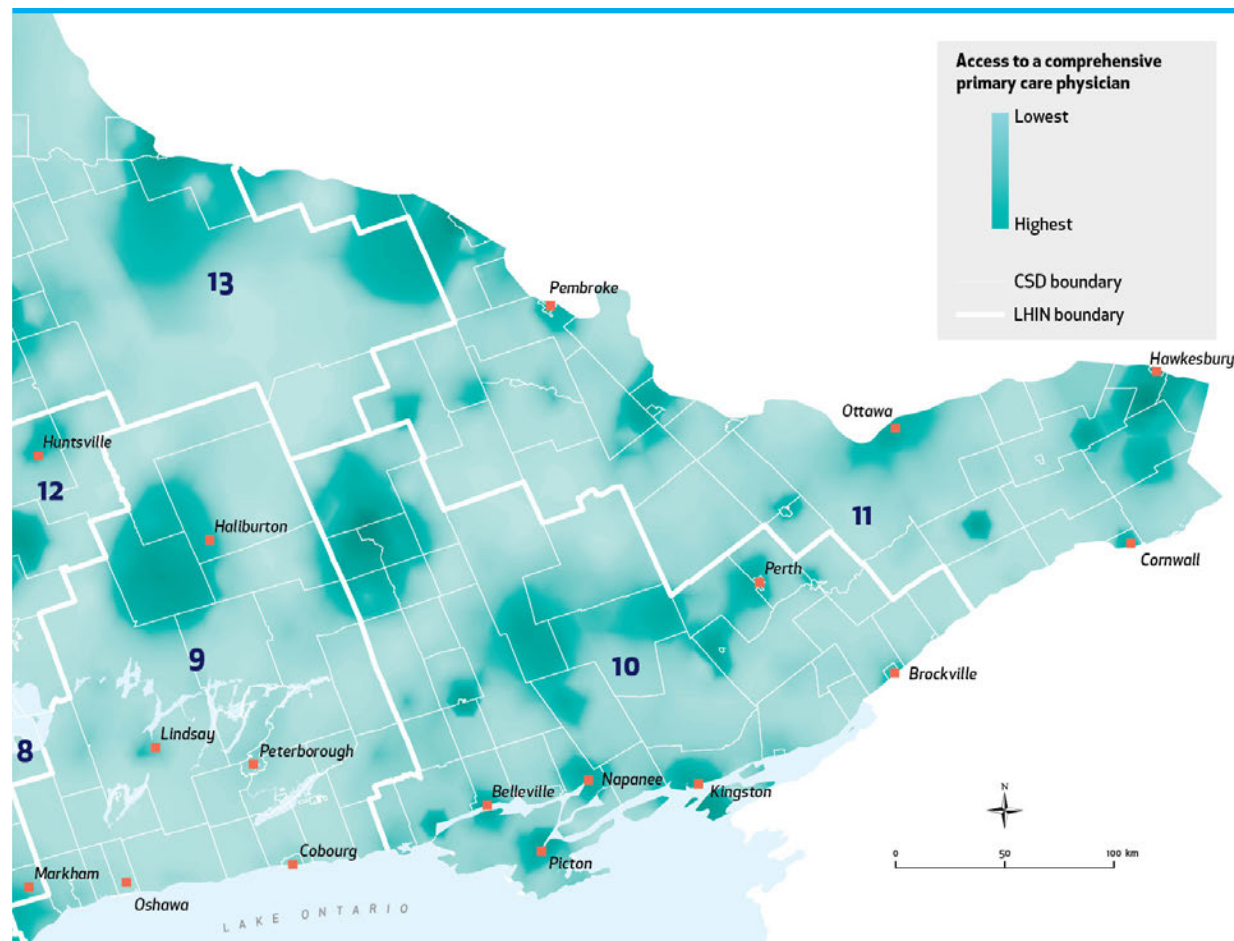 Access to a comprehensive
primary care physician
Lowest
Highest
CSD boundary
LHIN boundary
13
Pembroke
Hawkesbury
Ottawa
Huntsville
12
11
Haliburton
Cornwall
Perth
9
10
Brockville
8
Lindsay
Peterborough
Napanee
Belleville
Kingston
N
Cobourg
Picton
0 50 100 km
Markham
Oshawa
LAKE ONTARIO